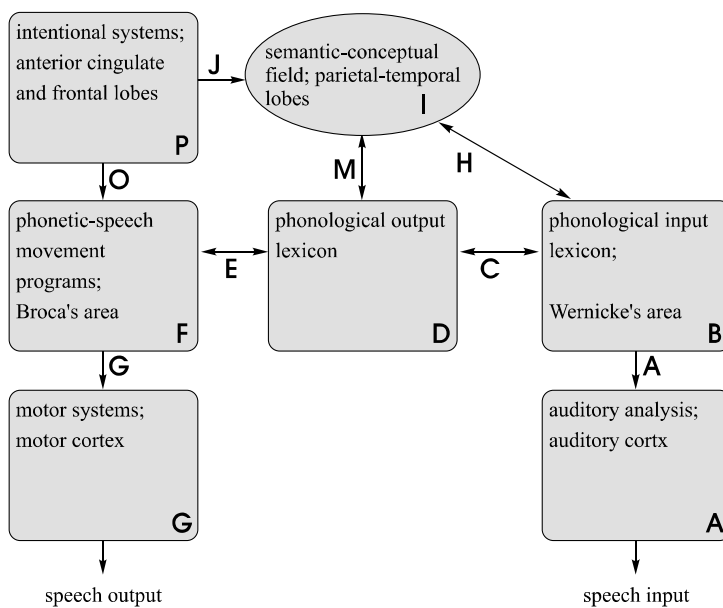 intentional systems;
anterior cingulate
and frontal lobes
P
J
semantic-conceptual
field; parietal-temporal
lobes
I
O
M
H
phonetic-speech
movement
programs;
Broca's area
F
E
phonological output
lexicon
D
C
phonological input
lexicon;
Wernicke's area
B
G
A
motor systems;
motor cortex
G
auditory analysis;
auditory cortx
A
speech output
speech input